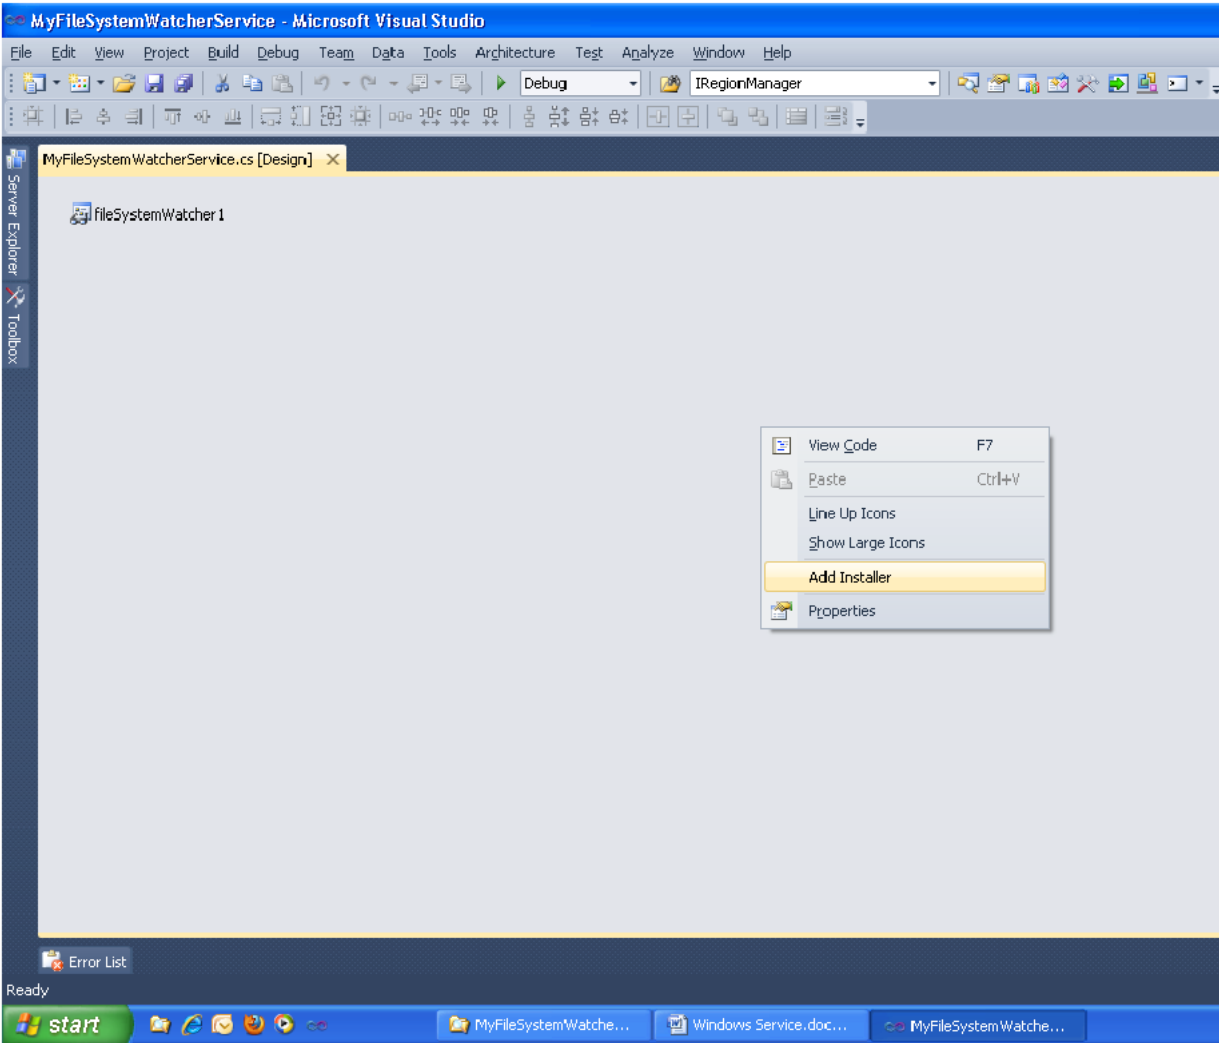 MyFileSystemWatcherService - Microsoft Visual Studio
File Edit View Project Build Debug Team Data Tools Architecture Test Analyze Window Help
Debug IRegionManager
MyFileSystemWatcherService.cs [Design]
Server Explorer
Toolbox
fileSystemWatcher1
View Code F7
Paste Ctrl+V
Line Up Icons
Show Large Icons
Add Installer
Properties
Error List
Ready
start MyFileSystemWatche... Windows Service.doc... MyFileSystemWatche...